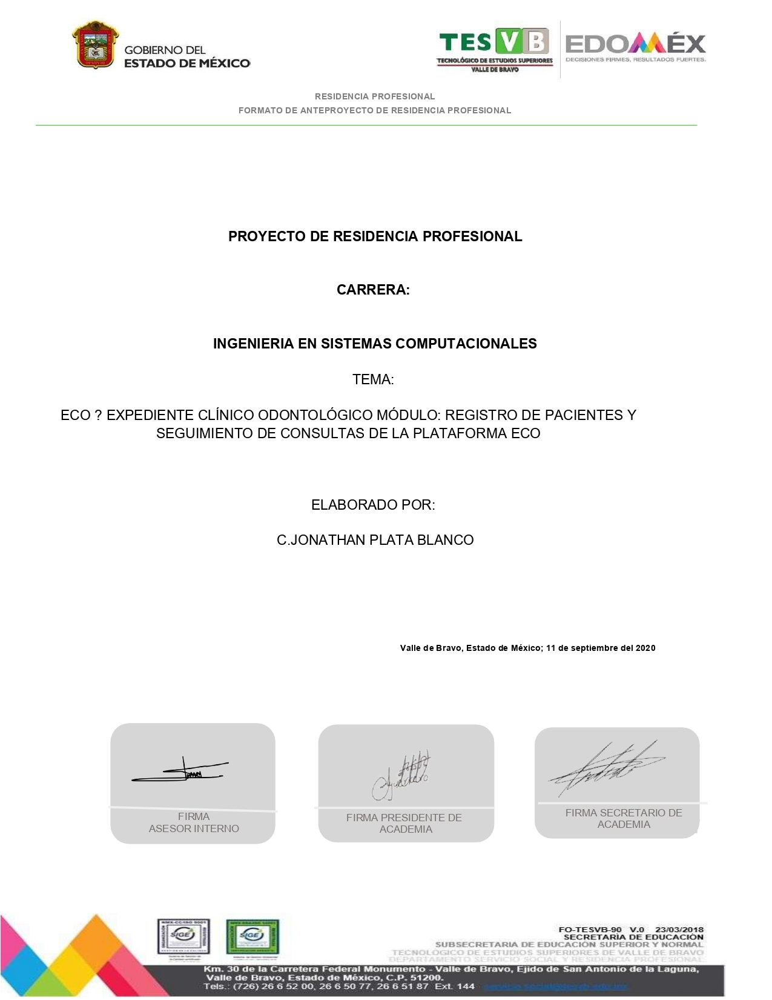 GOBIERNO DEL
ESTADO DE MÉXICO
TESVB
TECNOLÓGICO DE ESTUDIOS SUPERIORES
VALLE DE BRAVO
EDOMÉX
DECISIONES FIRMES, RESULTADOS FUERTES.
RESIDENCIA PROFESIONAL
FORMATO DE ANTEPROYECTO DE RESIDENCIA PROFESIONAL
PROYECTO DE RESIDENCIA PROFESIONAL
CARRERA:
INGENIERIA EN SISTEMAS COMPUTACIONALES
TEMA:
ECO ? EXPEDIENTE CLÍNICO ODONTOLÓGICO MÓDULO: REGISTRO DE PACIENTES Y
SEGUIMIENTO DE CONSULTAS DE LA PLATAFORMA ECO
ELABORADO POR:
C.JONATHAN PLATA BLANCO
Valle de Bravo, Estado de México; 11 de septiembre del 2020
FIRMA
ASESOR INTERNO
FIRMA PRESIDENTE DE
ACADEMIA
FIRMA SECRETARIO DE
ACADEMIA
SIGE
SIGE
FO-TESVB-90 V.0 23/03/2018
SECRETARÍA DE EDUCACIÓN
SUBSECRETARIA DE EDUCACIÓN SUPERIOR Y NORMAL
TECNOLÓGICO DE ESTUDIOS SUPERIORES DE VALLE DE BRAVO
DEPARTAMENTO SERVICIO SOCIAL Y RESIDENCIA PROFESIONAL
Km. 30 de la Carretera Federal Monumento - Valle de Bravo, Ejido de San Antonio de la Laguna,
Valle de Bravo, Estado de México, C.P. 51200.
Tels.: (726) 26 6 52 00, 26 6 50 77, 26 6 51 87 Ext. 144